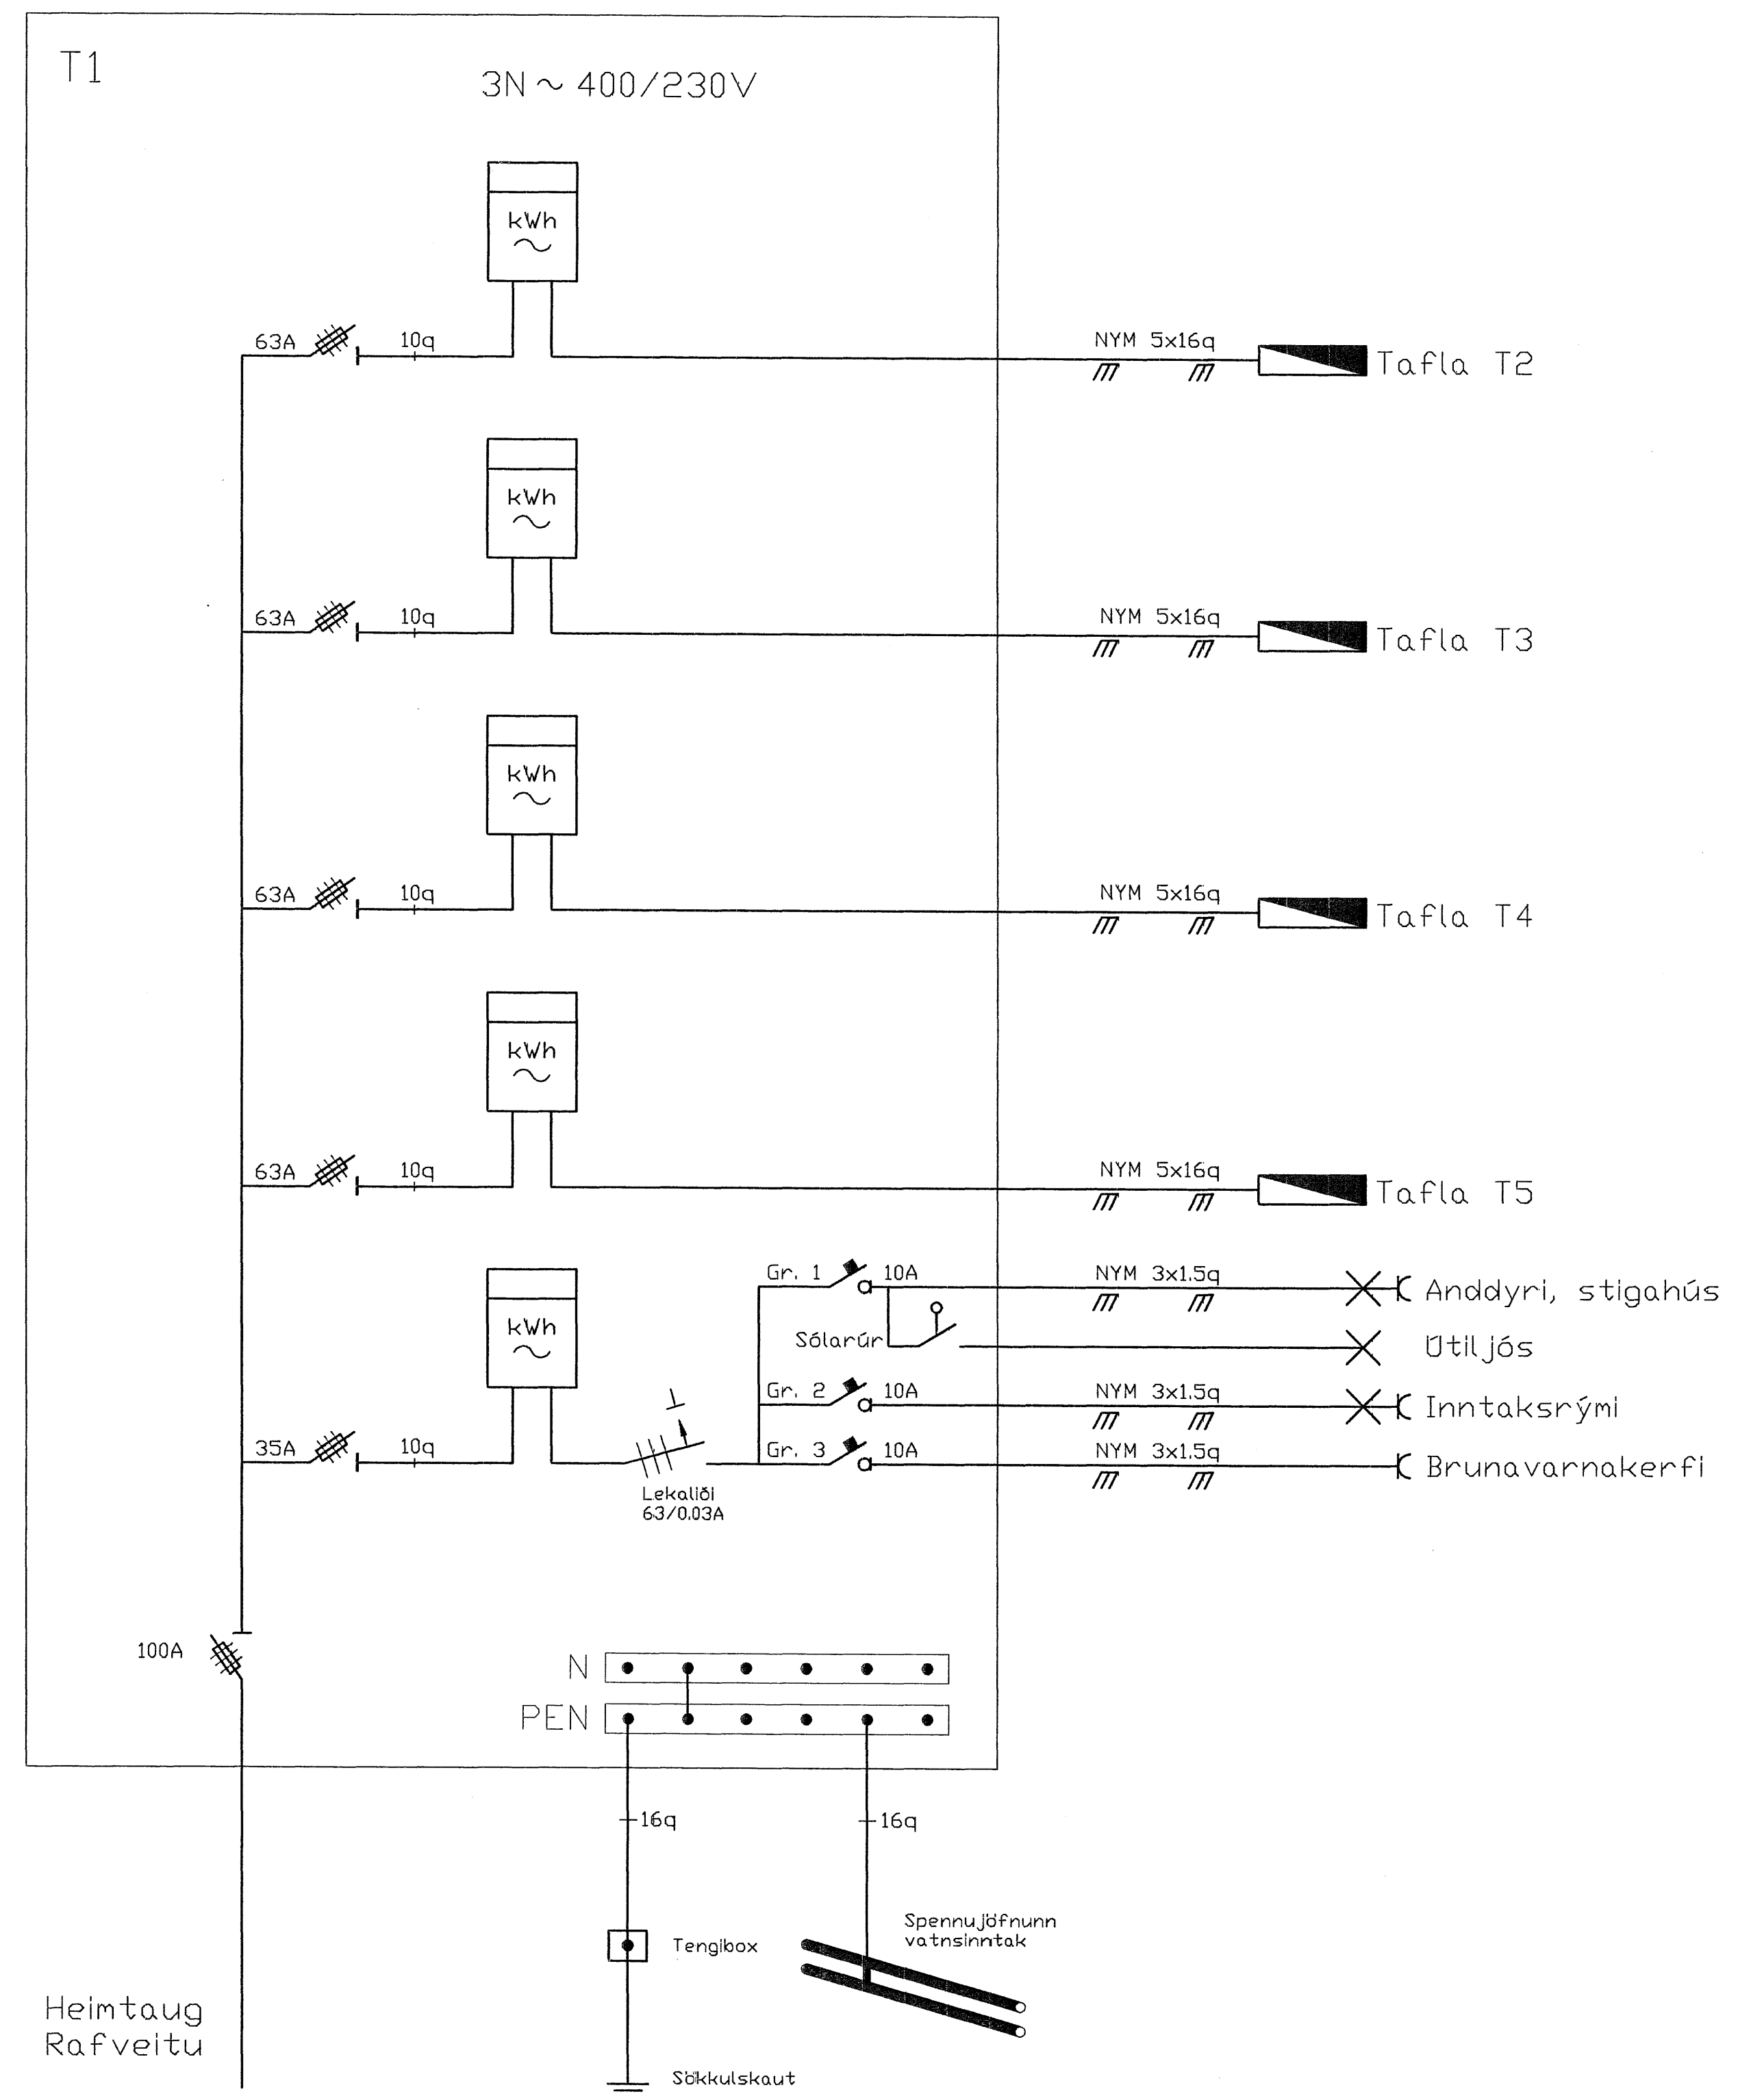 T1
3N ~ 400/230V
kWh
63A
10q
NYM 5x16q
Tafla T2
kWh
63A
10q
NYM 5x16q
Tafla T3
kWh
63A
10q
NYM 5x16q
Tafla T4
kWh
63A
10q
NYM 5x16q
Tafla T5
kWh
Gr. 1
10A
NYM 3x1.5q
Anddyri, stigahús
Sólarúr
Útiljós
Gr. 2
10A
NYM 3x1.5q
Inntaksrými
35A
10q
Gr. 3
10A
NYM 3x1.5q
Brunavarnakerfi
Lekaliði
63/0.03A
100A
N
PEN
16q
16q
Spennujöfnunn
vatnsinntak
Tengibox
Heimtaug
Rafveitu
Sökkulskaut